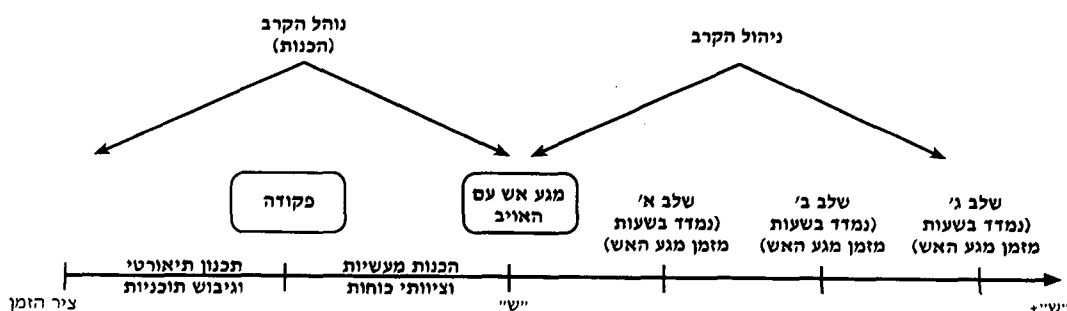 נוהל הקרב
(הכנות)
ניהול הקרב
פקודה
מגע אש עם
האויב
שלב א'
(נמדד בשעות
מזמן מגע האש)
שלב ב'
(נמדד בשעות
מזמן מגע האש)
שלב ג'
(נמדד בשעות
מזמן מגע האש)
תכנון תיאורטי
וגיבוש תוכניות
הכנות מעשיות
וציוותי כוחות
ציר הזמן
"ש"
"ש"+